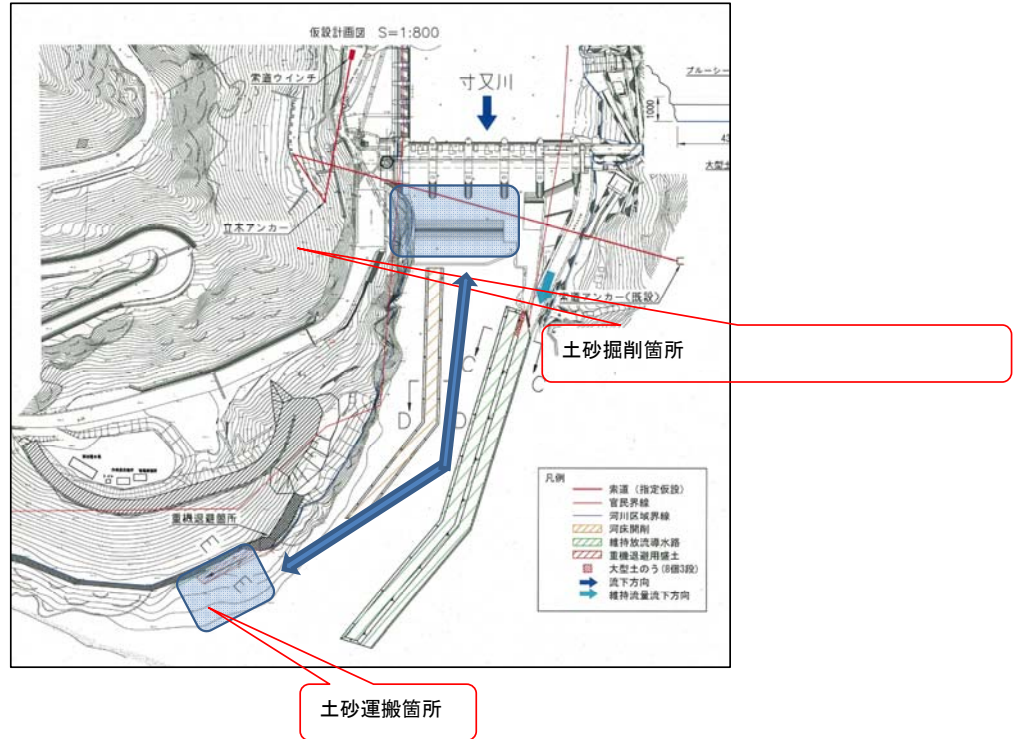 仮設計画図 S=1:800
索道ウインチ
寸又川
ブルーシー
1000
43
大型土
立木アンカー
索道アンカー(既設)
土砂掘削箇所
C
C
D
D
重機退避箇所
E
E
凡例
索道(指定仮設)
官民界線
河川区域界線
河床開削
維持放流導水路
重機退避用盛土
大型土のう(8個3段)
流下方向
維持流量流下方向
土砂運搬箇所